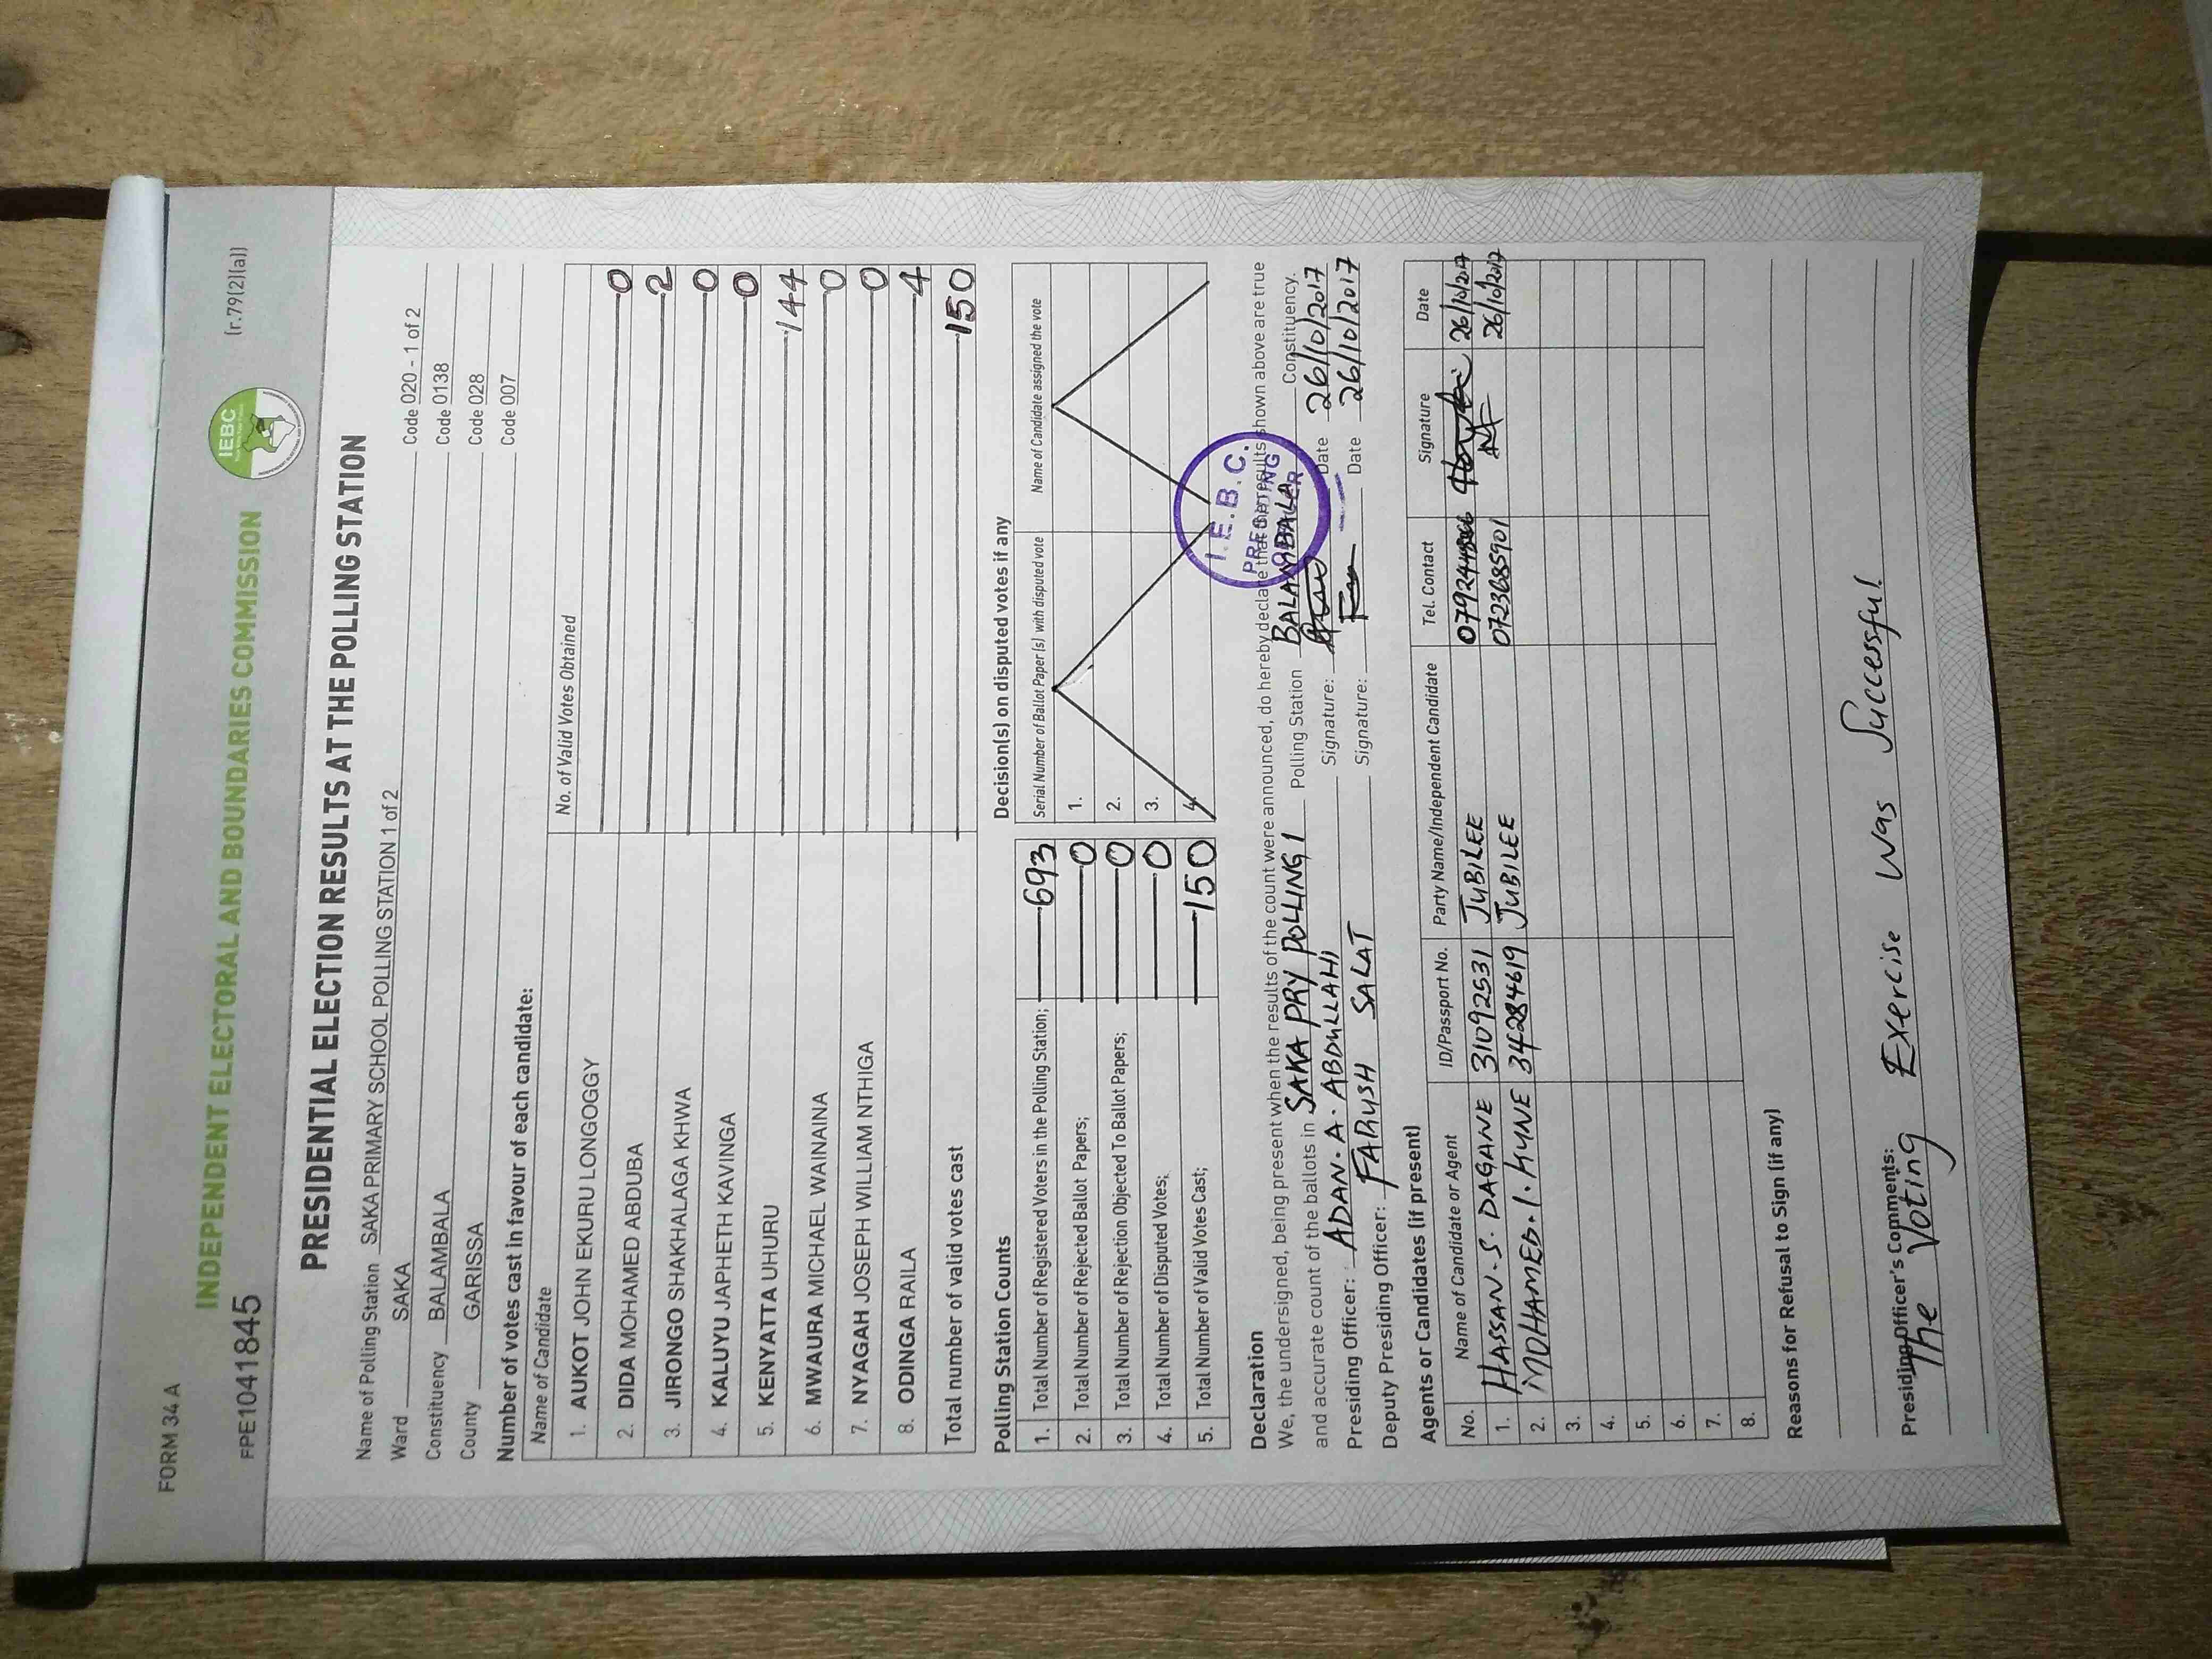 FORM 34 A
INDEPENDENT ELECTORAL AND BOUNDARIES COMMISSION
IEBC
(r.79(2)(a))
FPE1041845
PRESIDENTIAL ELECTION RESULTS AT THE POLLING STATION
Name of Polling Station SAKA PRIMARY SCHOOL POLLING STATION 1 of 2 Code 020 - 1 of 2
Ward SAKA Code 0138
Constituency BALAMBALA Code 028
County GARISSA Code 007
Number of votes cast in favour of each candidate:
Name of Candidate No. of Valid Votes Obtained
1. AUKOT JOHN EKURU LONGOGGY 0
2. DIDA MOHAMED ABDUBA 2
3. JIRONGO SHAKHALAGA KHWA 0
4. KALUYU JAPHETH KAVINGA 0
5. KENYATTA UHURU 144
6. MWAURA MICHAEL WAINAINA 0
7. NYAGAH JOSEPH WILLIAM NTHIGA 0
8. ODINGA RAILA 4
Total number of valid votes cast 150
Polling Station Counts
1. Total Number of Registered Voters in the Polling Station; 693
2. Total Number of Rejected Ballot Papers; 0
3. Total Number of Rejection Objected To Ballot Papers; 0
4. Total Number of Disputed Votes; 0
5. Total Number of Valid Votes Cast; 150
Decision(s) on disputed votes if any
Serial Number of Ballot Paper(s) with disputed vote Name of Candidate assigned the vote
1.
2.
3.
4.
Declaration
We, the undersigned, being present when the results of the count were announced, do hereby declare that the results shown above are true
and accurate count of the ballots in SAKA PRY POLLING 1 Polling Station BALAMBALA Constituency.
Presiding Officer: ADAN. A. ABDULLAHI Signature: Date 26/10/2017
Deputy Presiding Officer: FARUSH SALAT Signature: Date 26/10/2017
I.E.B.C.
PRESIDING
OFFICER
Agents or Candidates (if present)
No. Name of Candidate or Agent ID/Passport No. Party Name/Independent Candidate Tel. Contact Signature Date
1. HASSAN. S. DAGANE 31092531 JUBILEE 26/10/2017
2. MOHAMED. I. HUNE 34284619 JUBILEE 0723685901 26/10/2017
3.
4.
5.
6.
7.
8.
Reasons for Refusal to Sign (if any)
Presiding Officer's Comments:
The Voting Exercise Was Successful.